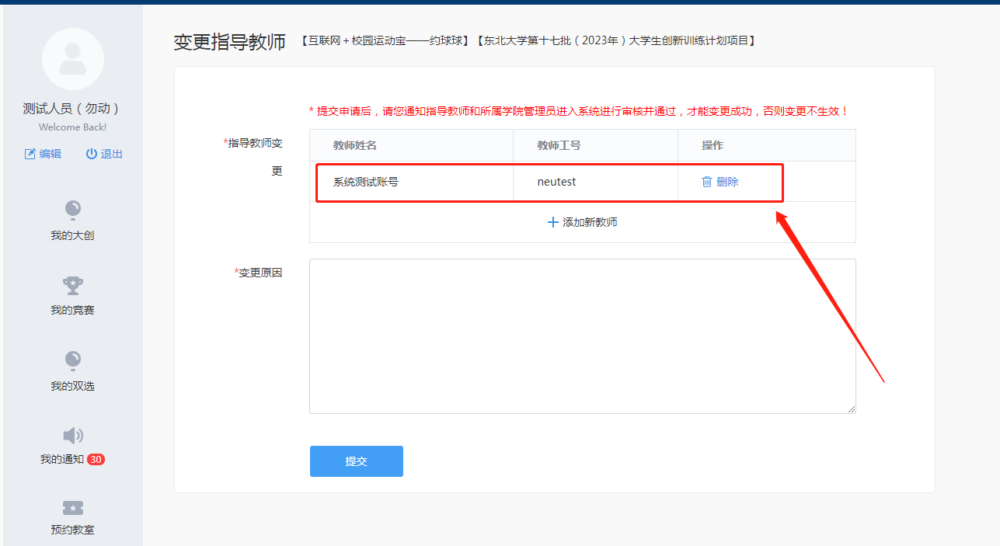 变更指导教师 【互联网+校园运动宝——约球球】【东北大学第十七批（2023年）大学生创新训练计划项目】
测试人员（勿动）
Welcome Back!
编辑 退出
我的大创
我的竞赛
我的双选
我的通知 30
预约教室
* 提交申请后，请您通知指导教师和所属学院管理员进入系统进行审核并通过，才能变更成功，否则变更不生效！
*指导教师变
更
教师姓名 教师工号 操作
系统测试账号 neutest 删除
添加新教师
*变更原因
提交